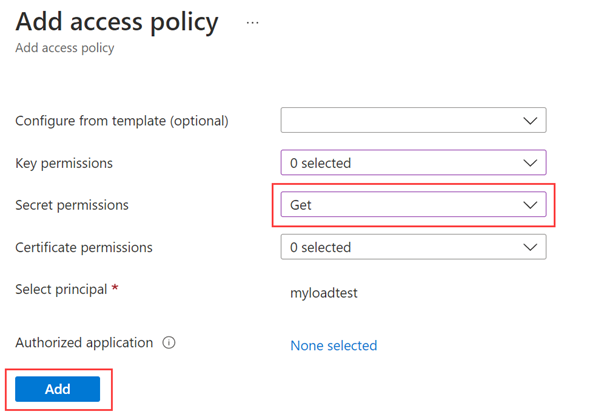 Add access policy ...
Add access policy
Configure from template (optional)
Key permissions 0 selected
Secret permissions Get
Certificate permissions 0 selected
Select principal * myloadtest
Authorized application None selected
Add